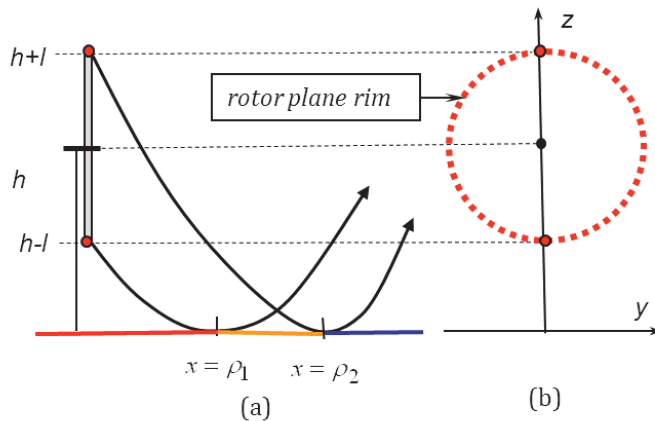 h+l
h
h-l
x = ρ₁
x = ρ₂
(a)
rotor plane rim
z
y
(b)